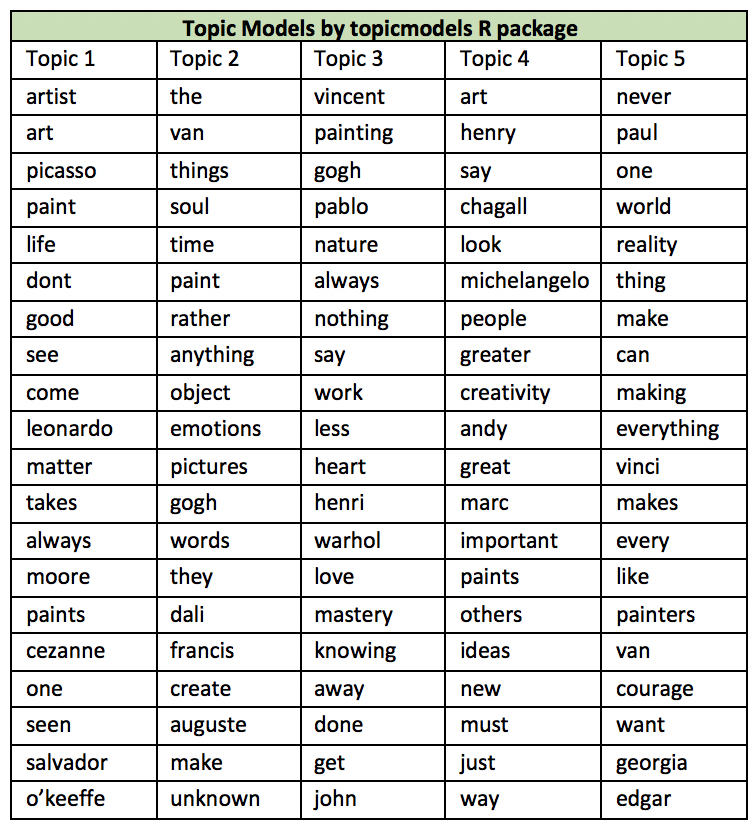 Topic Models by topicmodels R package
Topic 1 Topic 2 Topic 3 Topic 4 Topic 5
artist the vincent art never
art van painting henry paul
picasso things gogh say one
paint soul pablo chagall world
life time nature look reality
dont paint always michelangelo thing
good rather nothing people make
see anything say greater can
come object work creativity making
leonardo emotions less andy everything
matter pictures heart great vinci
takes gogh henri marc makes
always words warhol important every
moore they love paints like
paints dali mastery others painters
cezanne francis knowing ideas van
one create away new courage
seen auguste done must want
salvador make get just georgia
o’keeffe unknown john way edgar